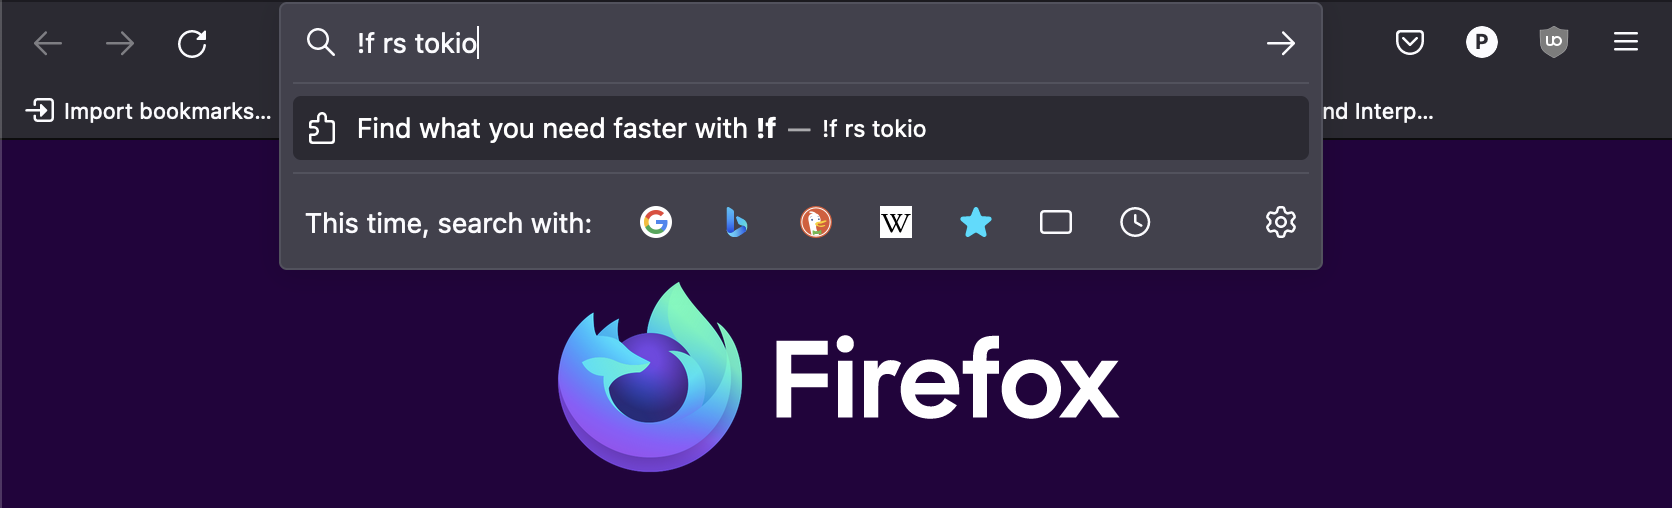 !f rs tokio
P
uo
Import bookmarks...
nd Interp...
Find what you need faster with !f — !f rs tokio
This time, search with:
G
W
Firefox